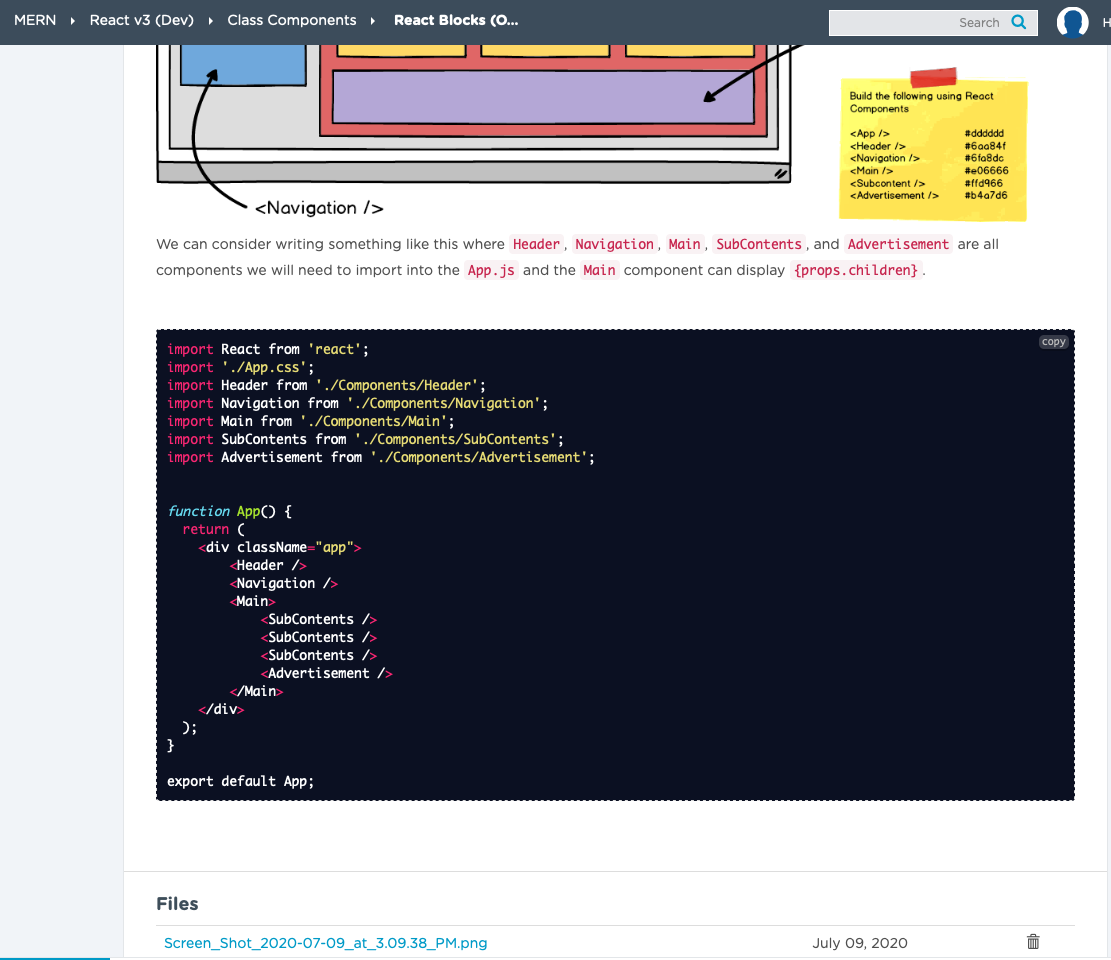 MERN React v3 (Dev) Class Components React Blocks (O... Search H
Build the following using React
Components
<App /> #dddddd
<Header /> #6aa84f
<Navigation /> #6fa8dc
<Main /> #e06666
<Subcontent /> #ffd966
<Advertisement /> #b4a7d6
<Navigation />
We can consider writing something like this where Header, Navigation, Main, SubContents, and Advertisement are all
components we will need to import into the App.js and the Main component can display {props.children}.
copy
import React from 'react';
import './App.css';
import Header from './Components/Header';
import Navigation from './Components/Navigation';
import Main from './Components/Main';
import SubContents from './Components/SubContents';
import Advertisement from './Components/Advertisement';
function App() {
return (
<div className="app">
<Header />
<Navigation />
<Main>
<SubContents />
<SubContents />
<SubContents />
<Advertisement />
</Main>
</div>
);
}
export default App;
Files
Screen_Shot_2020-07-09_at_3.09.38_PM.png July 09, 2020